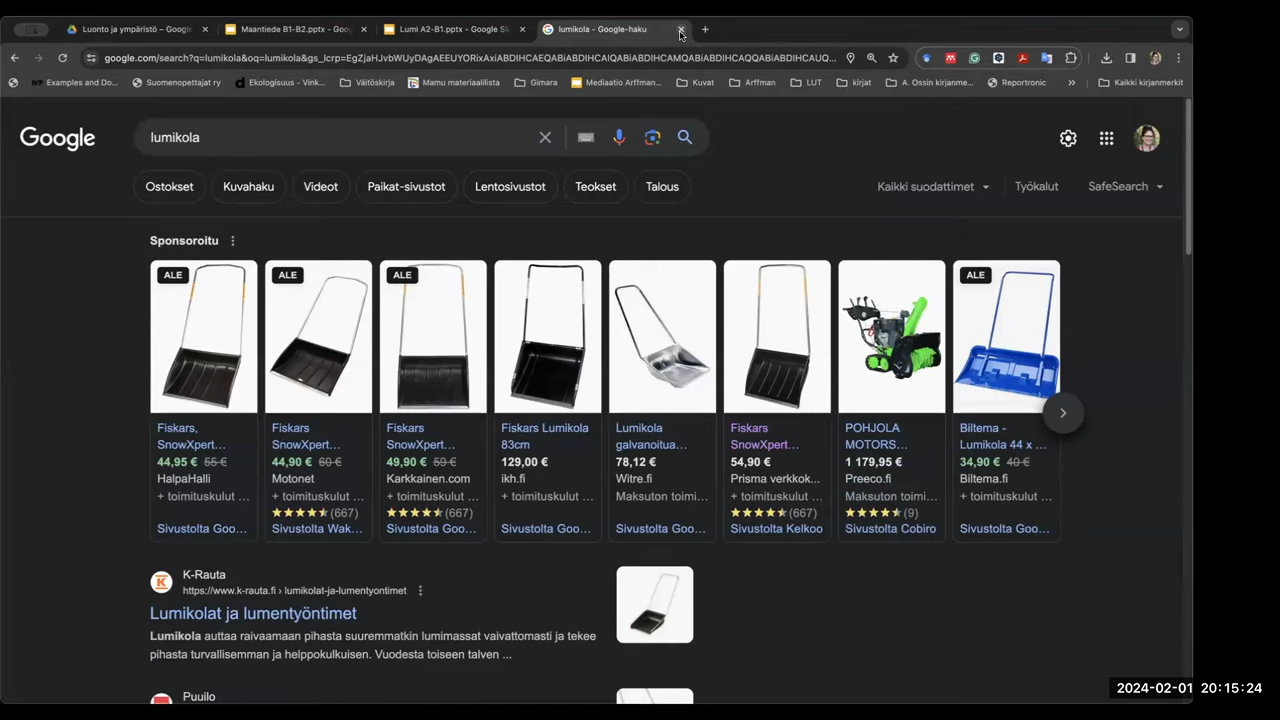 Luonto ja ympäristö – Google
Maantiede B1-B2.pptx - Goog
Lumi A2-B1.pptx - Google Sl
lumikola - Google-haku
google.com/search?q=lumikola&oq=lumikola&gs_lcrp=EgZjaHJvbWUyDAgAEEUYORixAxiABDIHCAEQABiABDIHCAIQABiABDIHCAMQABiABDIHCAQQABiABDIHCAUQ...
Examples and Do...
Suomenopettajat ry
Ekologisuus - Vink...
Väitöskirja
Mamu materiaalilista
Gimara
Mediaatio Arffman...
Kuvat
Arffman
LUT
kirjat
A. Ossin kirjanme...
Reportronic
»
Kaikki kirjanmerkit
Google
lumikola
Ostokset
Kuvahaku
Videot
Paikat-sivustot
Lentosivustot
Teokset
Talous
Kaikki suodattimet
Työkalut
SafeSearch
Sponsoroitu
ALE
ALE
ALE
ALE
Fiskars,
SnowXpert...
44,95 € 55 €
HalpaHalli
+ toimituskulut ...
Sivustolta Goo...
Fiskars
SnowXpert...
44,90 € 60 €
Motonet
+ toimituskulut ...
(667)
Sivustolta Wak...
Fiskars
SnowXpert...
49,90 € 59 €
Karkkainen.com
+ toimituskulut ...
(667)
Sivustolta Goo...
Fiskars Lumikola
83cm
129,00 €
ikh.fi
+ toimituskulut ...
Sivustolta Goo...
Lumikola
galvanoitua...
78,12 €
Witre.fi
Maksuton toimi...
Sivustolta Goo...
Fiskars
SnowXpert...
54,90 €
Prisma verkkok...
+ toimituskulut ...
(667)
Sivustolta Kelkoo
POHJOLA
MOTORS...
1 179,95 €
Preeco.fi
Maksuton toimi...
(9)
Sivustolta Cobiro
Biltema -
Lumikola 44 x ...
34,90 € 40 €
Biltema.fi
+ toimituskulut ...
Sivustolta Goo...
K-Rauta
https://www.k-rauta.fi › lumikolat-ja-lumentyontimet
Lumikolat ja lumentyöntimet
Lumikola auttaa raivaamaan pihasta suuremmatkin lumimassat vaivattomasti ja tekee
pihasta turvallisemman ja helppokulkuisen. Vuodesta toiseen talven ...
Puuilo
2024-02-01 20:15:24